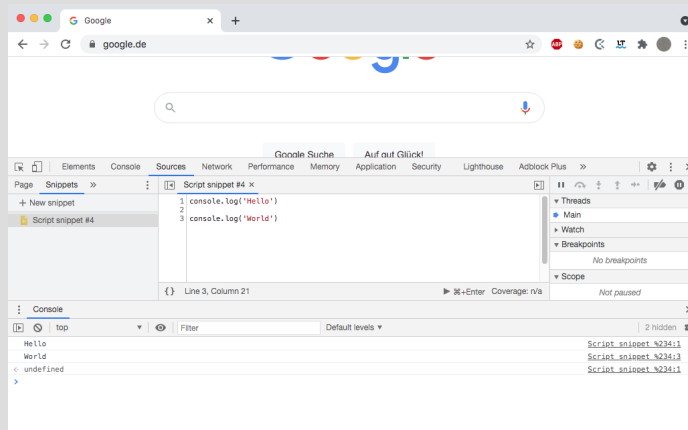 Google
google.de
ABP
LT
Google Suche Auf gut Glück!
Elements Console Sources Network Performance Memory Application Security Lighthouse Adblock Plus »
Page Snippets »
Script snippet #4
+ New snippet
Script snippet #4
1 console.log('Hello')
2
3 console.log('World')
{} Line 3, Column 21 ⌘+Enter Coverage: n/a
Threads
Main
Watch
Breakpoints
No breakpoints
Scope
Not paused
Console
top Filter Default levels 2 hidden
Hello Script snippet %234:1
World Script snippet %234:3
undefined Script snippet %234:1